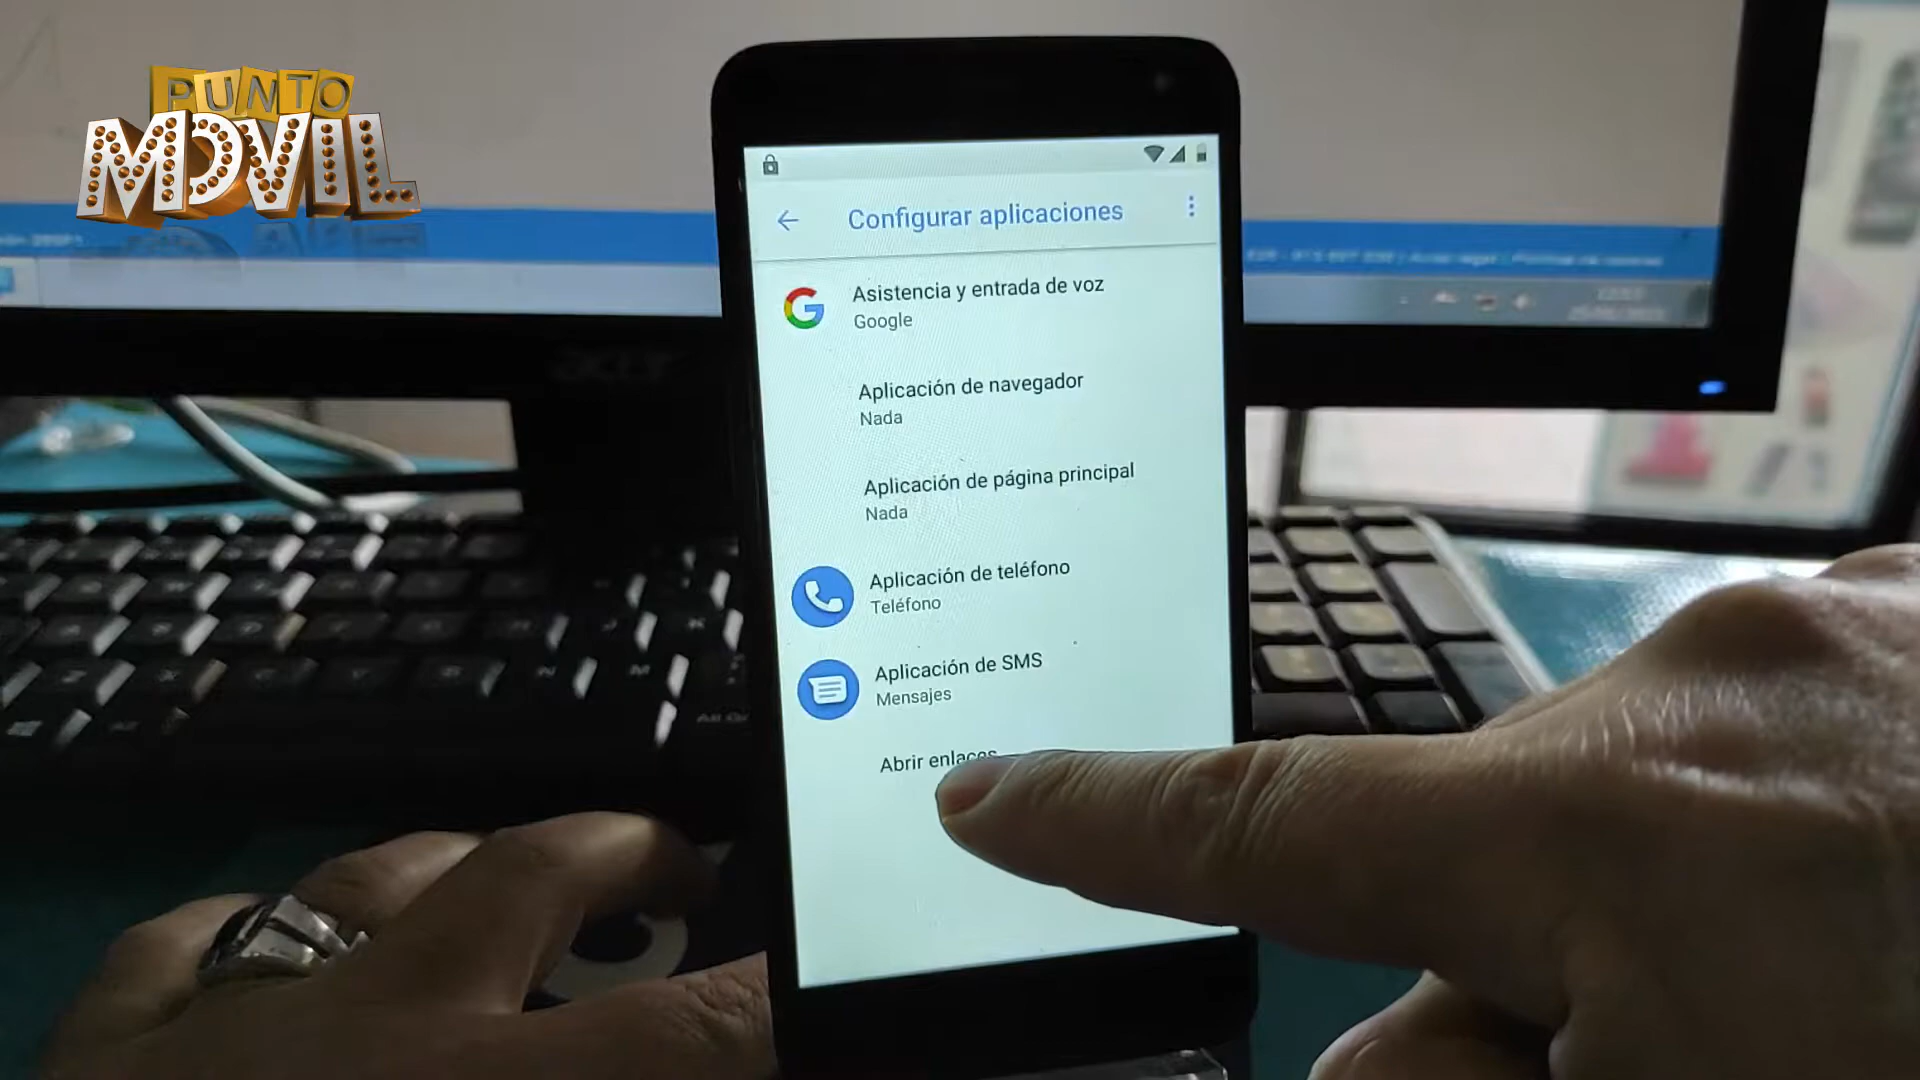 PUNTO
MOVIL
Configurar aplicaciones
Asistencia y entrada de voz
Google
Aplicación de navegador
Nada
Aplicación de página principal
Nada
Aplicación de teléfono
Teléfono
Aplicación de SMS
Mensajes
Abrir enlaces
acer